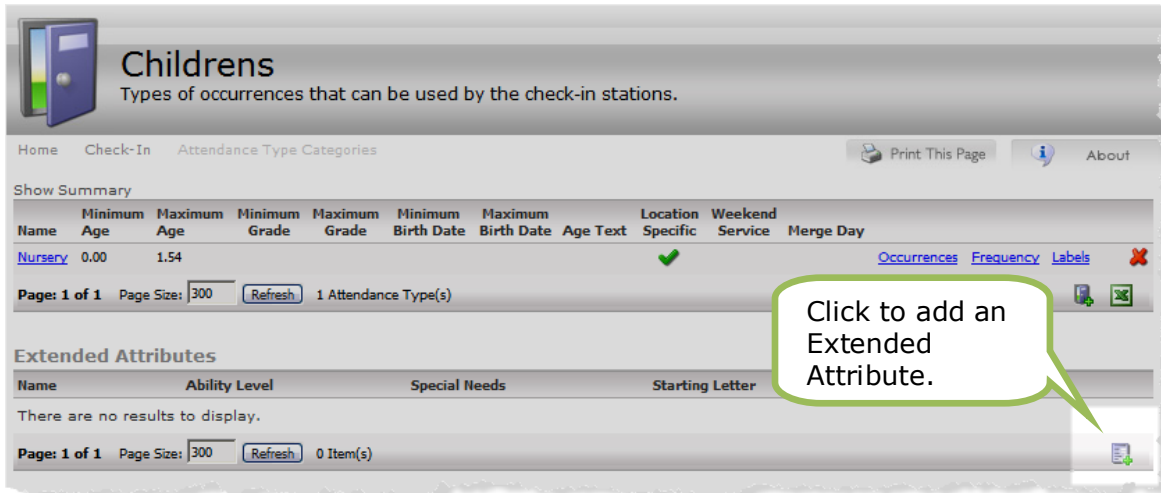 Childrens
Types of occurrences that can be used by the check-in stations.
Home Check-In Attendance Type Categories Print This Page About
Show Summary
Name Minimum Age Maximum Age Minimum Grade Maximum Grade Minimum Birth Date Maximum Birth Date Age Text Location Specific Weekend Service Merge Day
Nursery 0.00 1.54 Occurrences Frequency Labels
Page: 1 of 1 Page Size: 300 Refresh 1 Attendance Type(s)
Click to add an
Extended
Attribute.
Extended Attributes
Name Ability Level Special Needs Starting Letter
There are no results to display.
Page: 1 of 1 Page Size: 300 Refresh 0 Item(s)